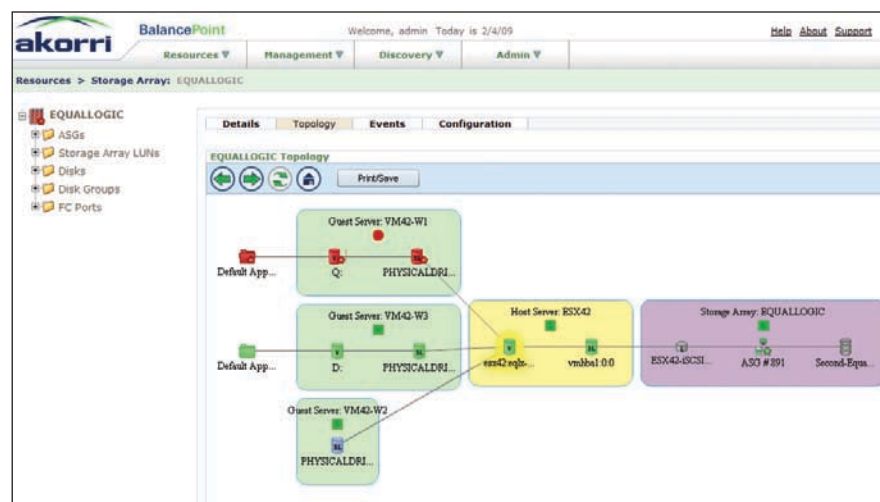 akorri
BalancePoint
Welcome, admin Today is 2/4/09
Help About Support
Resources Management Discovery Admin
Resources > Storage Array: EQUALLOGIC
EQUALLOGIC
ASGs
Storage Array LUNs
Disks
Disk Groups
FC Ports
Details Topology Events Configuration
EQUALLOGIC Topology
Print/Save
Guest Server: VM42-W1
Default App... Q: PHYSICALDRI...
Guest Server: VM42-W3
Default App... D: PHYSICALDRI...
Guest Server: VM42-W2
PHYSICALDRI...
Host Server: ESX42
esx42 eqlx-... vmhba1:0:0
Storage Array: EQUALLOGIC
ESX42-iSCSI... ASG #891 Second-Equa...